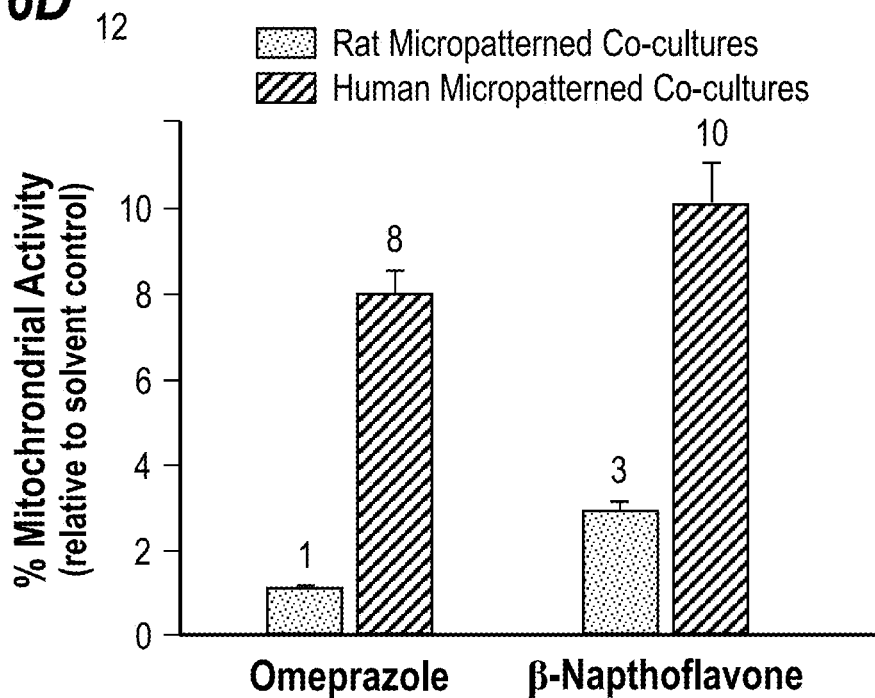 6D
12
Rat Micropatterned Co-cultures
Human Micropatterned Co-cultures
% Mitochrondrial Activity
(relative to solvent control)
10
8
6
4
2
0
1
8
3
10
Omeprazole
β-Napthoflavone